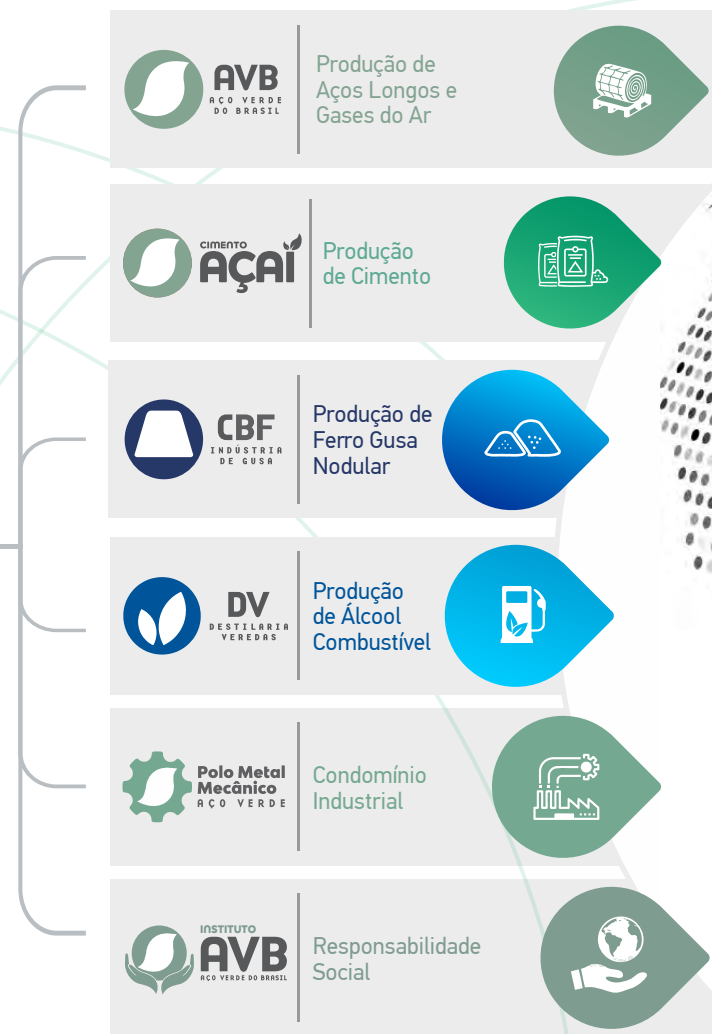 AVB
AÇO VERDE
DO BRASIL
Produção de
Aços Longos e
Gases do Ar
CIMENTO
AÇAÍ
Produção
de Cimento
CBF
INDÚSTRIA
DE GUSA
Produção de
Ferro Gusa
Nodular
DV
DESTILARIA
VEREDAS
Produção
de Álcool
Combustível
Polo Metal
Mecânico
AÇO VERDE
Condomínio
Industrial
INSTITUTO
AVB
AÇO VERDE DO BRASIL
Responsabilidade
Social